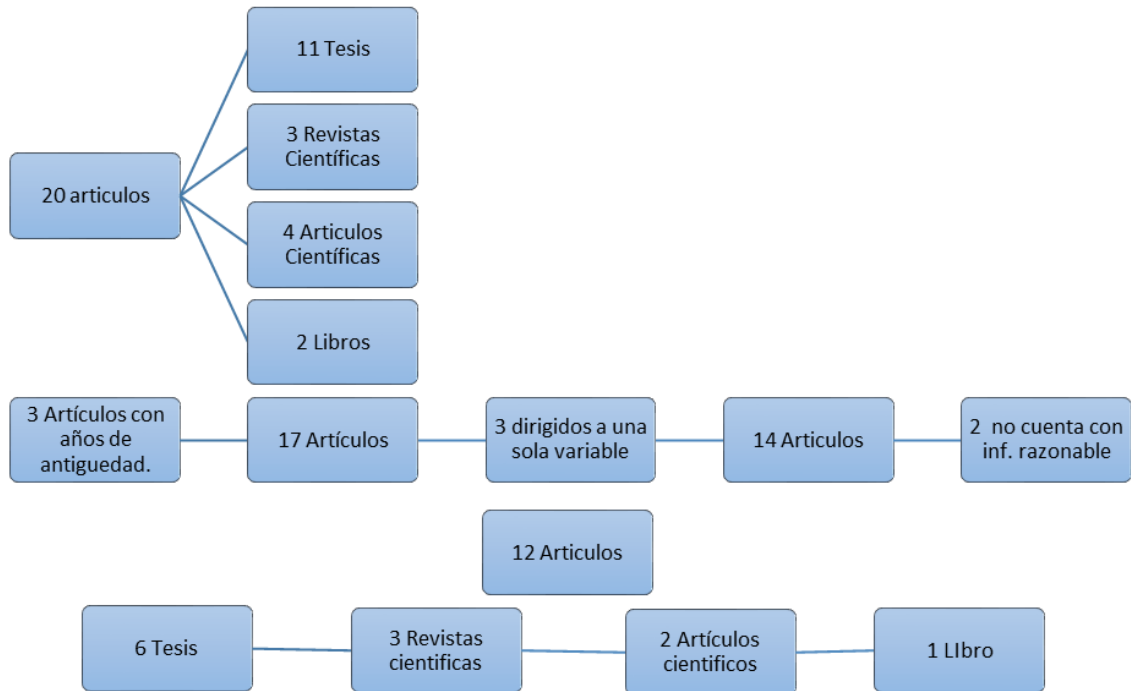 11 Tesis
3 Revistas
Científicas
20 articulos
4 Articulos
Científicas
2 Libros
3 Artículos con
años de
antiguedad.
17 Artículos
3 dirigidos a una
sola variable
14 Articulos
2 no cuenta con
inf. razonable
12 Articulos
6 Tesis
3 Revistas
cientificas
2 Artículos
cientificos
1 LIbro